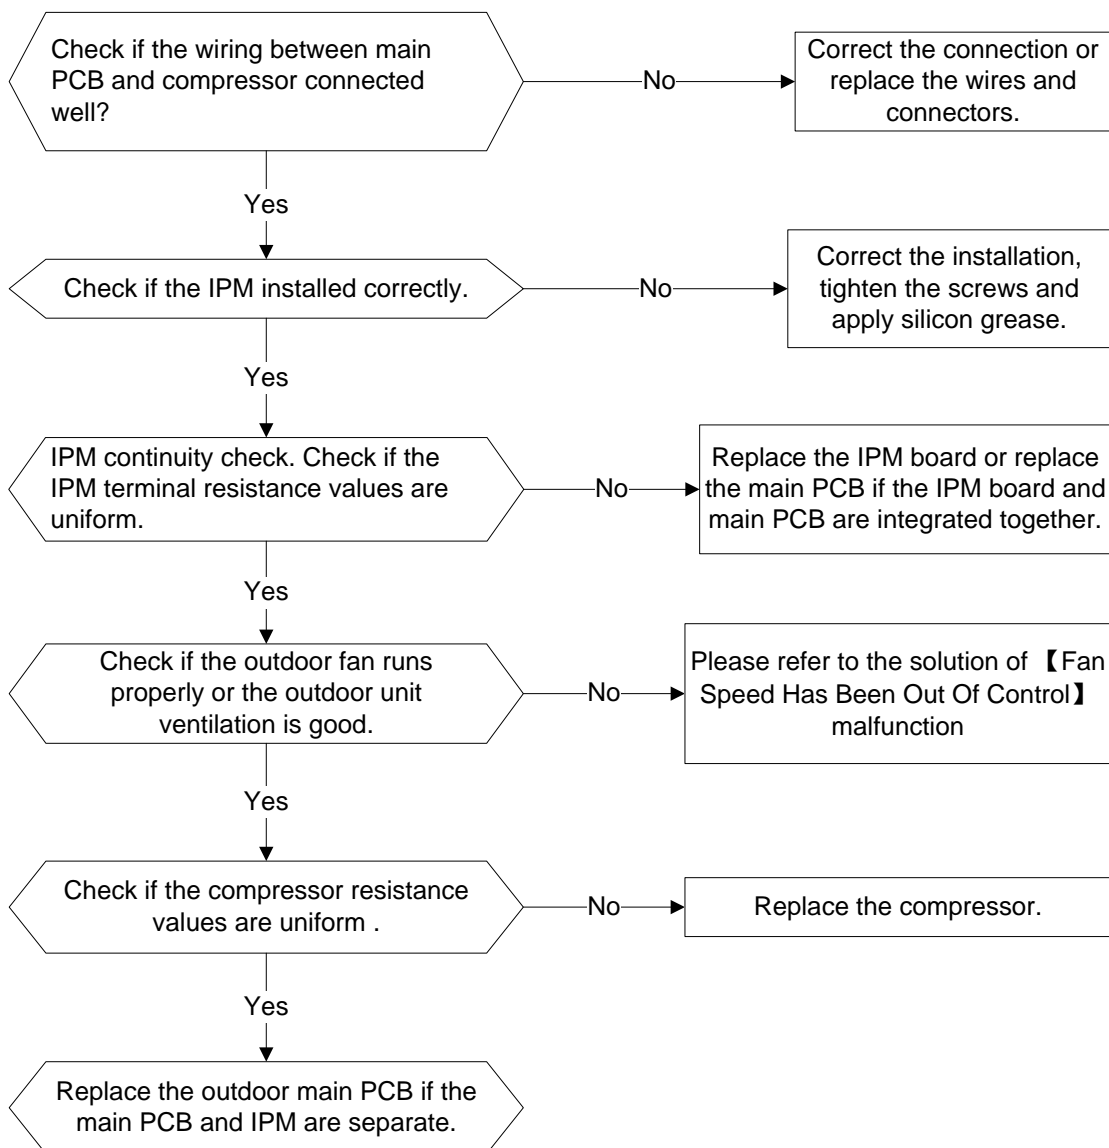 Check if the wiring between main
PCB and compressor connected
well?
No
Correct the connection or
replace the wires and
connectors.
Yes
Check if the IPM installed correctly.
No
Correct the installation,
tighten the screws and
apply silicon grease.
Yes
IPM continuity check. Check if the
IPM terminal resistance values are
uniform.
No
Replace the IPM board or replace
the main PCB if the IPM board and
main PCB are integrated together.
Yes
Check if the outdoor fan runs
properly or the outdoor unit
ventilation is good.
No
Please refer to the solution of 【Fan
Speed Has Been Out Of Control】
malfunction
Yes
Check if the compressor resistance
values are uniform .
No
Replace the compressor.
Yes
Replace the outdoor main PCB if the
main PCB and IPM are separate.